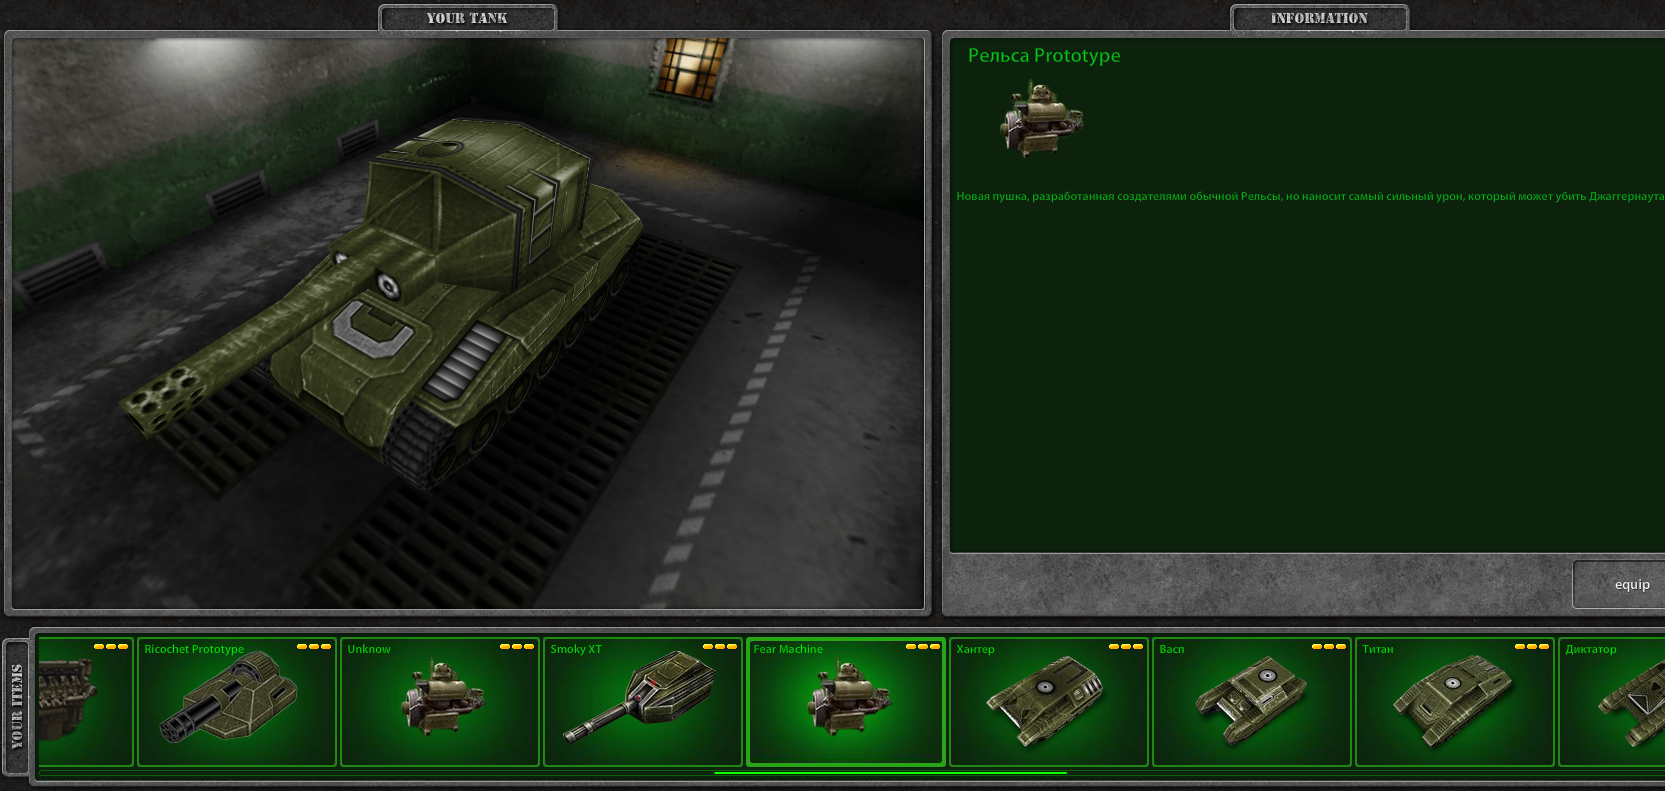 YOUR TANK
INFORMATION
Рельса Prototype
Новая пушка, разработанная создателями обычной Рельсы, но наносит самый сильный урон, который может убить Джаггернаута
equip
YOUR ITEMS
Ricochet Prototype
Unknow
Smoky XT
Fear Machine
Хантер
Васп
Титан
Диктатор